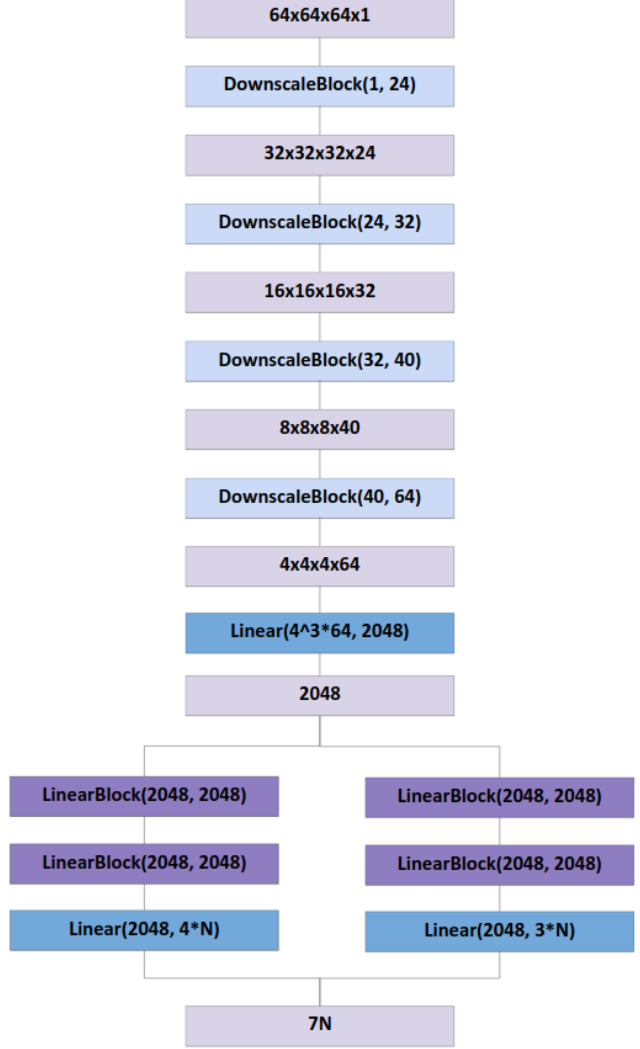 64x64x64x1
DownscaleBlock(1, 24)
32x32x32x24
DownscaleBlock(24, 32)
16x16x16x32
DownscaleBlock(32, 40)
8x8x8x40
DownscaleBlock(40, 64)
4x4x4x64
Linear(4^3*64, 2048)
2048
LinearBlock(2048, 2048)
LinearBlock(2048, 2048)
LinearBlock(2048, 2048)
LinearBlock(2048, 2048)
Linear(2048, 4*N)
Linear(2048, 3*N)
7N